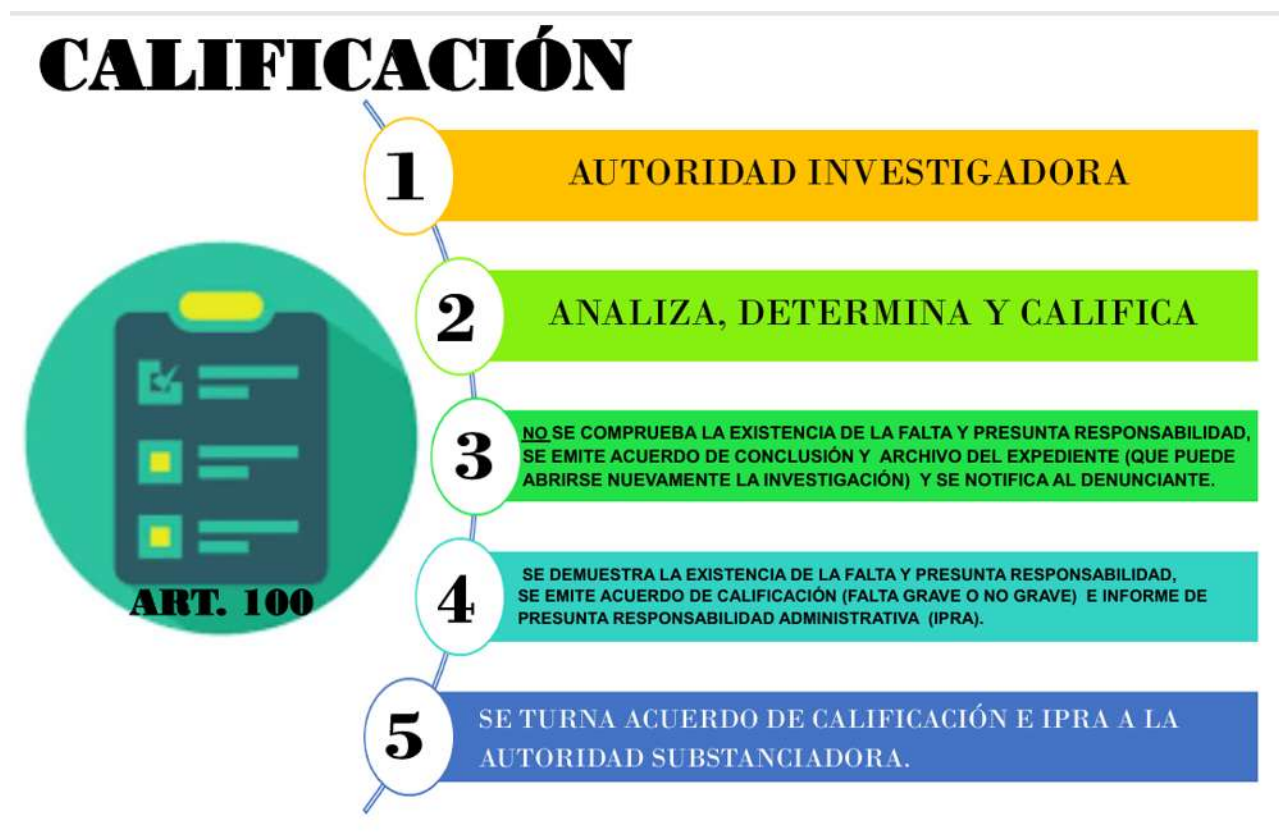 CALIFICACIÓN
1
AUTORIDAD INVESTIGADORA
2
ANALIZA, DETERMINA Y CALIFICA
3
NO SE COMPRUEBA LA EXISTENCIA DE LA FALTA Y PRESUNTA RESPONSABILIDAD,
SE EMITE ACUERDO DE CONCLUSIÓN Y ARCHIVO DEL EXPEDIENTE (QUE PUEDE
ABRIRSE NUEVAMENTE LA INVESTIGACIÓN) Y SE NOTIFICA AL DENUNCIANTE.
ART. 100
4
SE DEMUESTRA LA EXISTENCIA DE LA FALTA Y PRESUNTA RESPONSABILIDAD,
SE EMITE ACUERDO DE CALIFICACIÓN (FALTA GRAVE O NO GRAVE) E INFORME DE
PRESUNTA RESPONSABILIDAD ADMINISTRATIVA (IPRA).
5
SE TURNA ACUERDO DE CALIFICACIÓN E IPRA A LA
AUTORIDAD SUBSTANCIADORA.